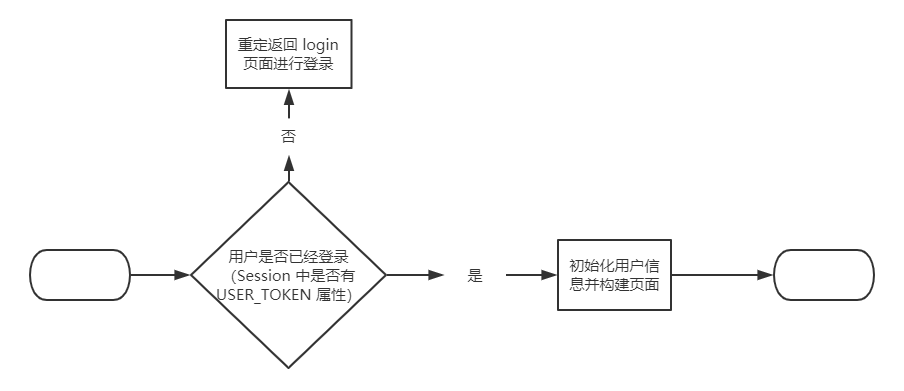 重定返回 login
页面进行登录
否
用户是否已经登录
（Session 中是否有
USER_TOKEN 属性）
是
初始化用户信
息并构建页面